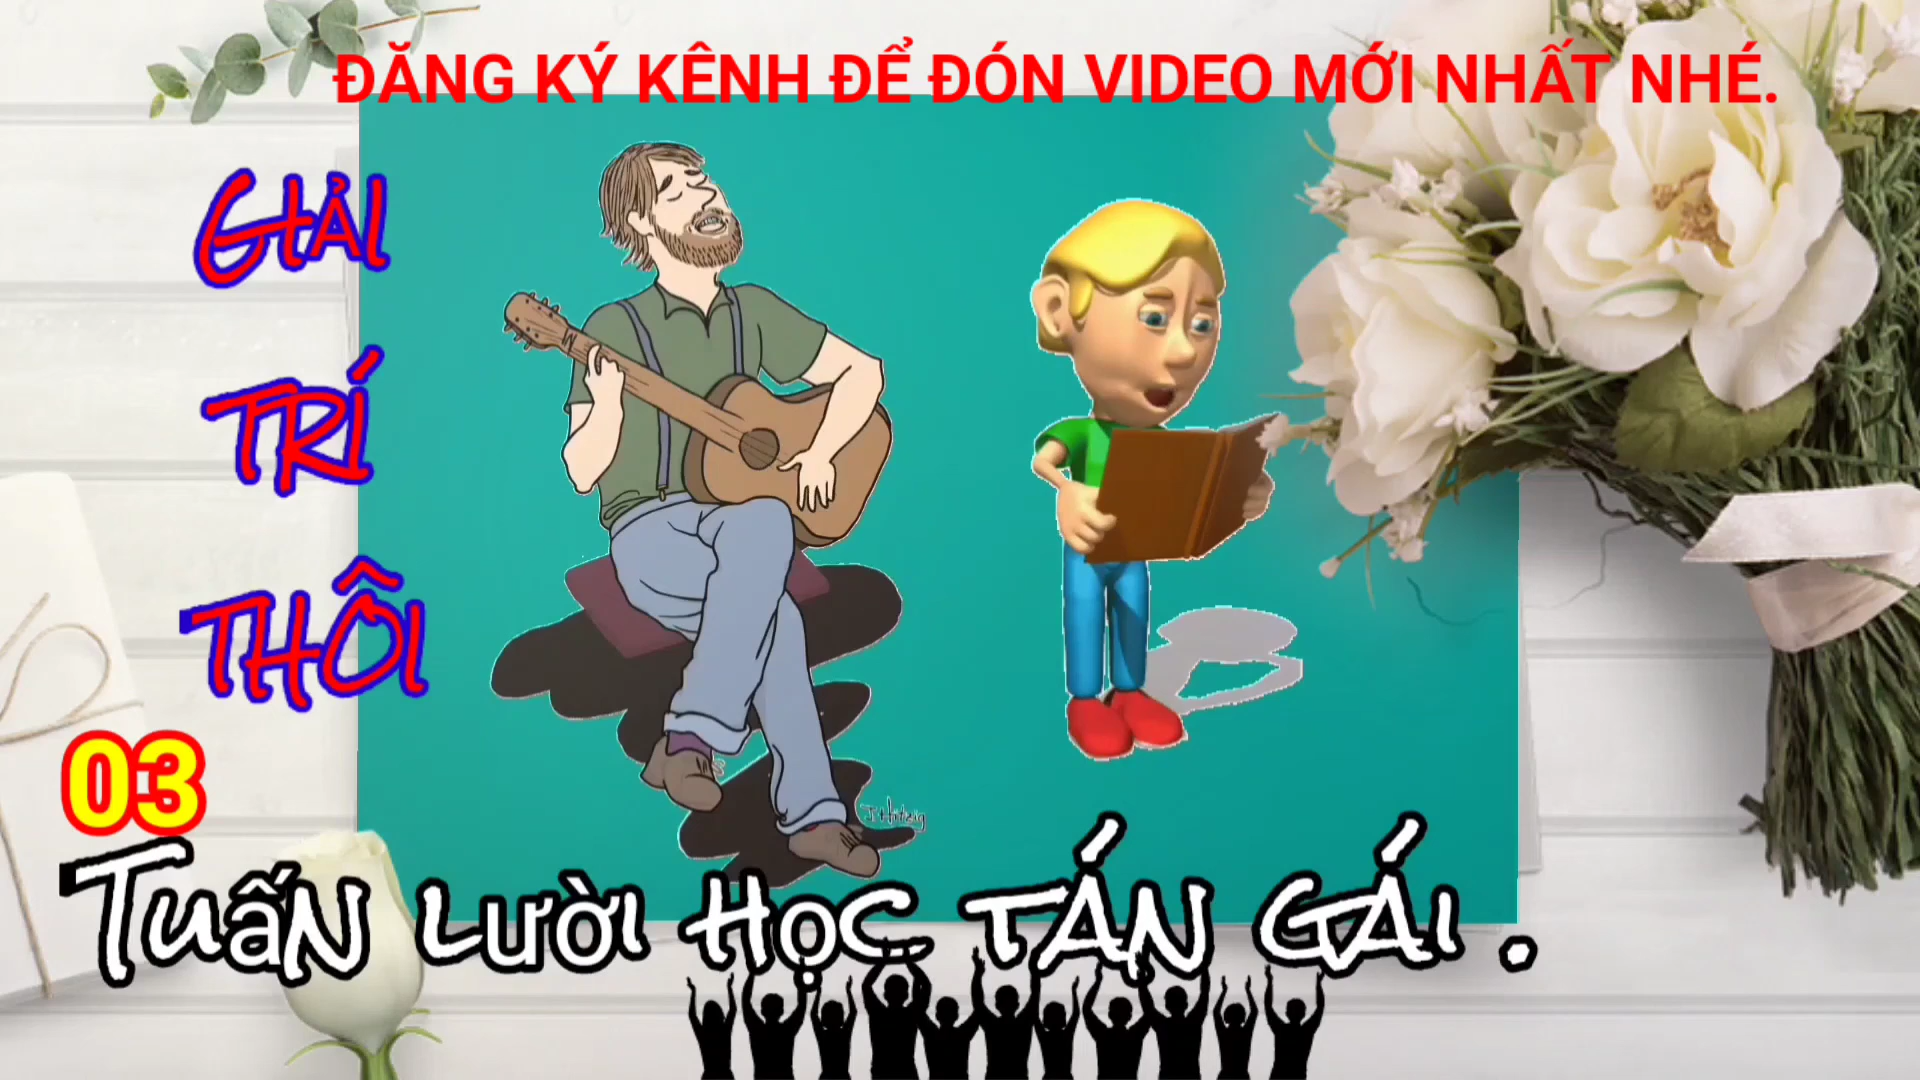 ĐĂNG KÝ KÊNH ĐỂ ĐÓN VIDEO MỚI NHẤT NHÉ.
GIẢI
TRÍ
THÔI
03
TUẤN LƯỜI HỌC TÁN GÁI .